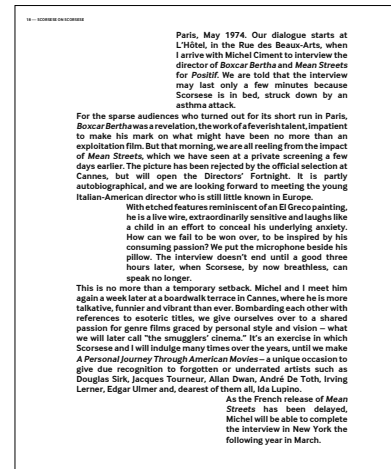 18 — SCORSESE ON SCORSESE
Paris, May 1974. Our dialogue starts at
L'Hôtel, in the Rue des Beaux-Arts, when
I arrive with Michel Ciment to interview the
director of Boxcar Bertha and Mean Streets
for Positif. We are told that the interview
may last only a few minutes because
Scorsese is in bed, struck down by an
asthma attack.
For the sparse audiences who turned out for its short run in Paris,
Boxcar Bertha was a revelation, the work of a feverish talent, impatient
to make his mark on what might have been no more than an
exploitation film. But that morning, we are all reeling from the impact
of Mean Streets, which we have seen at a private screening a few
days earlier. The picture has been rejected by the official selection at
Cannes, but will open the Directors' Fortnight. It is partly
autobiographical, and we are looking forward to meeting the young
Italian-American director who is still little known in Europe.
With etched features reminiscent of an El Greco painting,
he is a live wire, extraordinarily sensitive and laughs like
a child in an effort to conceal his underlying anxiety.
How can we fail to be won over, to be inspired by his
consuming passion? We put the microphone beside his
pillow. The interview doesn't end until a good three
hours later, when Scorsese, by now breathless, can
speak no longer.
This is no more than a temporary setback. Michel and I meet him
again a week later at a boardwalk terrace in Cannes, where he is more
talkative, funnier and vibrant than ever. Bombarding each other with
references to esoteric titles, we give ourselves over to a shared
passion for genre films graced by personal style and vision – what
we will later call "the smugglers' cinema." It's an exercise in which
Scorsese and I will indulge many times over the years, until we make
A Personal Journey Through American Movies – a unique occasion to
give due recognition to forgotten or underrated artists such as
Douglas Sirk, Jacques Tourneur, Allan Dwan, André De Toth, Irving
Lerner, Edgar Ulmer and, dearest of them all, Ida Lupino.
As the French release of Mean
Streets has been delayed,
Michel will be able to complete
the interview in New York the
following year in March.